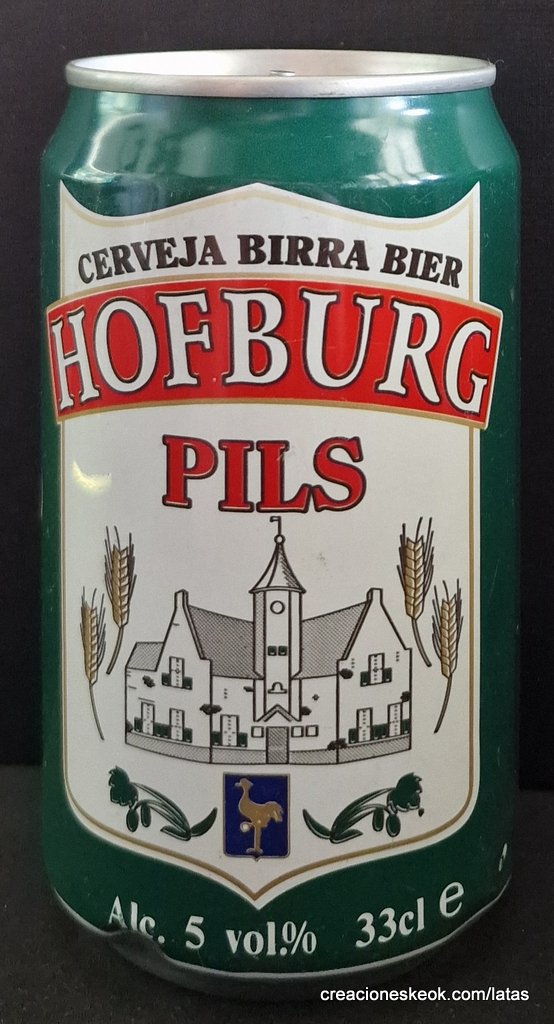 CERVEJA BIRRA BIER
HOFBURG
PILS
Alc. 5 vol.% 33cl e
creacioneskeok.com/latas